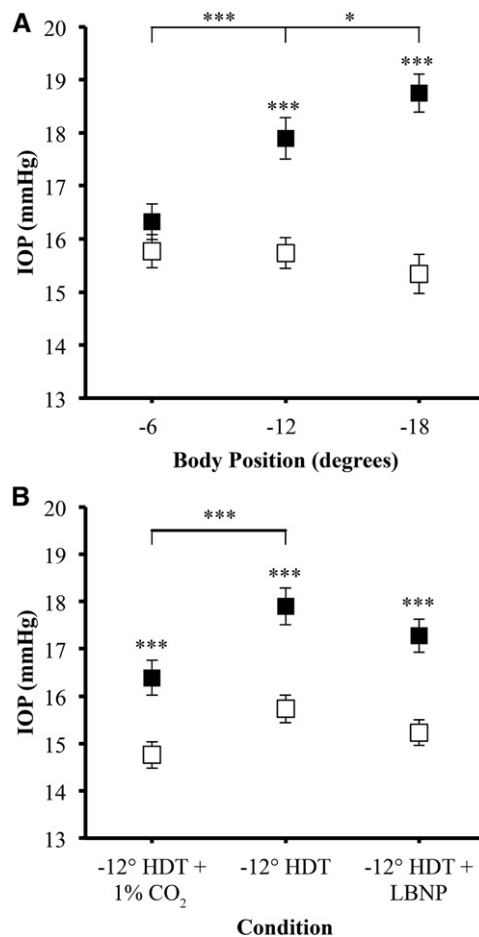 A
*** *
20
19
18
17
16
15
14
13
IOP (mmHg)
*** ***
-6 -12 -18
Body Position (degrees)
B
***
20
19
18
17
16
15
14
13
IOP (mmHg)
*** *** ***
-12° HDT + 1% CO₂
-12° HDT
-12° HDT + LBNP
Condition